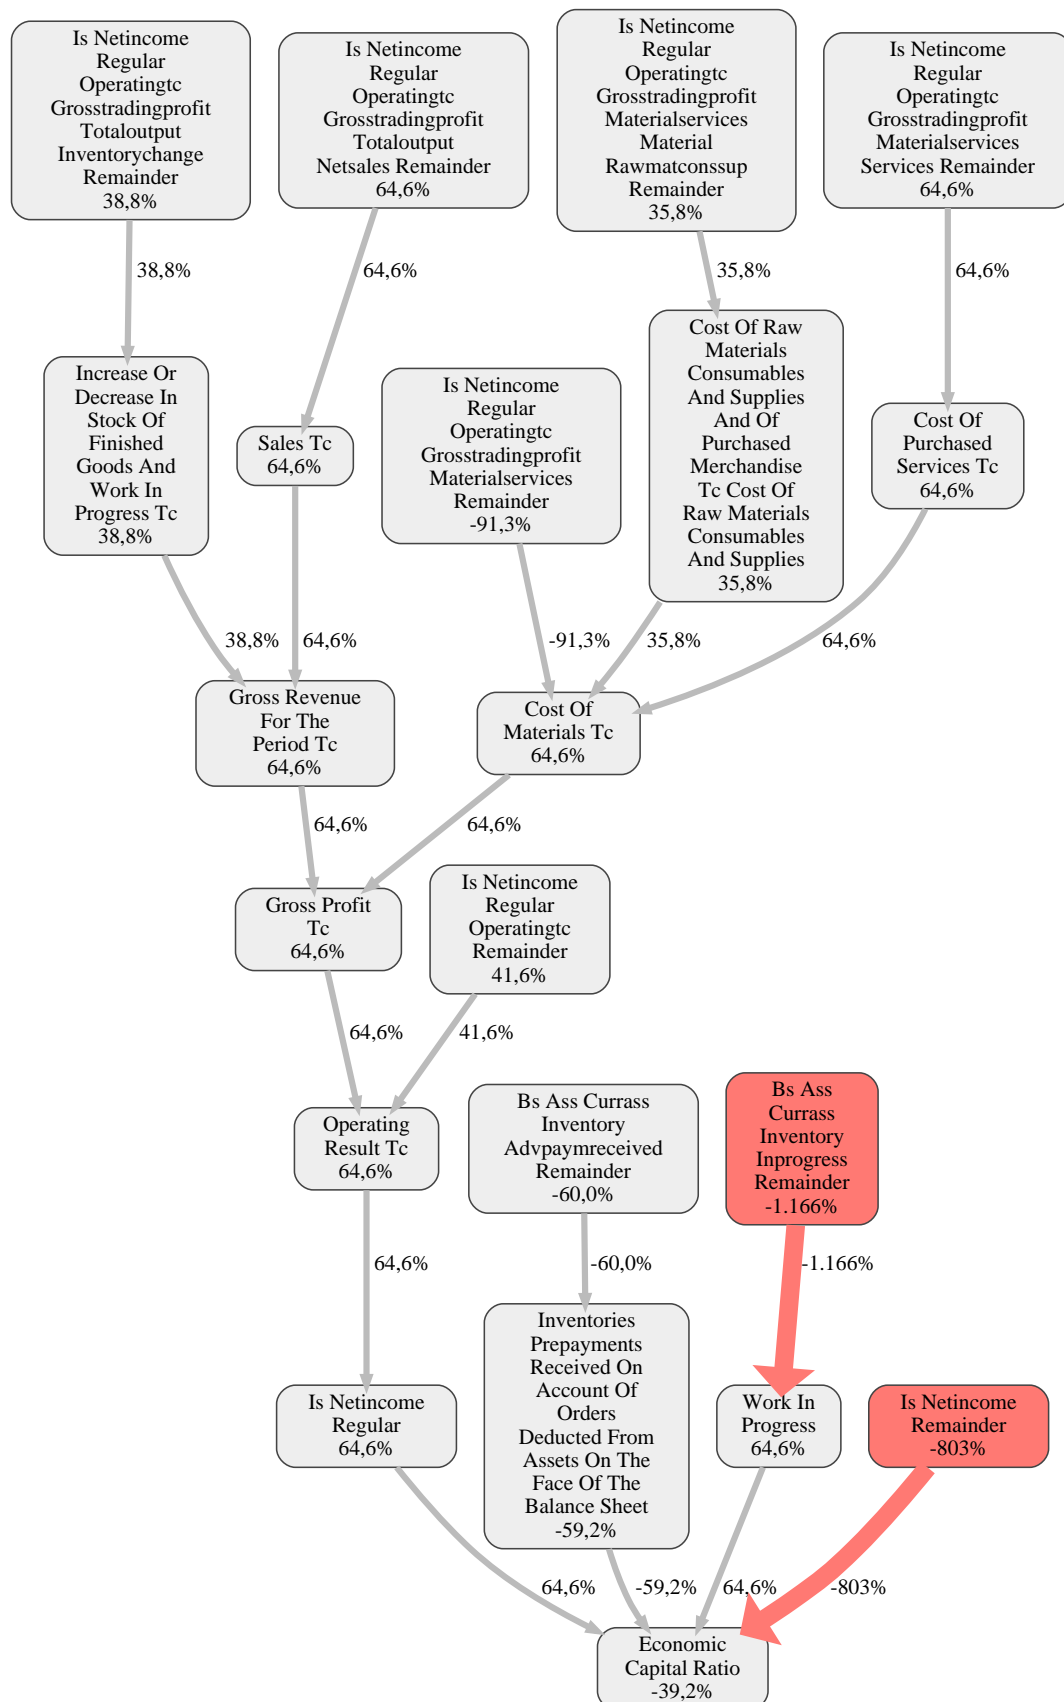 Is Netincome
Regular
Operatingtc
Grosstradingprofit
Totaloutput
Inventorychange
Remainder
38,8%
Is Netincome
Regular
Operatingtc
Grosstradingprofit
Totaloutput
Netsales Remainder
64,6%
Is Netincome
Regular
Operatingtc
Grosstradingprofit
Materialservices
Material
Rawmatconssup
Remainder
35,8%
Is Netincome
Regular
Operatingtc
Grosstradingprofit
Materialservices
Services Remainder
64,6%
38,8%
64,6%
35,8%
64,6%
Increase Or
Decrease In
Stock Of
Finished
Goods And
Work In
Progress Tc
38,8%
Sales Tc
64,6%
Is Netincome
Regular
Operatingtc
Grosstradingprofit
Materialservices
Remainder
-91,3%
Cost Of Raw
Materials
Consumables
And Supplies
And Of
Purchased
Merchandise
Tc Cost Of
Raw Materials
Consumables
And Supplies
35,8%
Cost Of
Purchased
Services Tc
64,6%
38,8%
64,6%
-91,3%
35,8%
64,6%
Gross Revenue
For The
Period Tc
64,6%
Cost Of
Materials Tc
64,6%
64,6%
64,6%
Gross Profit
Tc
64,6%
Is Netincome
Regular
Operatingtc
Remainder
41,6%
64,6%
41,6%
Operating
Result Tc
64,6%
Bs Ass Currass
Inventory
Advpaymreceived
Remainder
-60,0%
Bs Ass
Currass
Inventory
Inprogress
Remainder
-1.166%
64,6%
-60,0%
-1.166%
Is Netincome
Regular
64,6%
Inventories
Prepayments
Received On
Account Of
Orders
Deducted From
Assets On The
Face Of The
Balance Sheet
-59,2%
Work In
Progress
64,6%
Is Netincome
Remainder
-803%
64,6%
-59,2%
64,6%
-803%
Economic
Capital Ratio
-39,2%